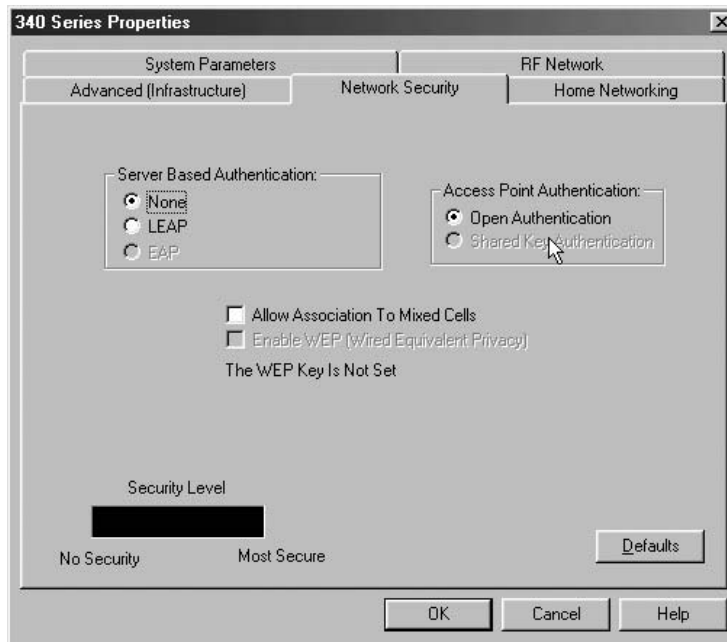 340 Series Properties
System Parameters
RF Network
Advanced (Infrastructure)
Network Security
Home Networking
Server Based Authentication:
None
LEAP
EAP
Access Point Authentication:
Open Authentication
Shared Key Authentication
Allow Association To Mixed Cells
Enable WEP (Wired Equivalent Privacy)
The WEP Key Is Not Set
Security Level
No Security
Most Secure
Defaults
OK
Cancel
Help